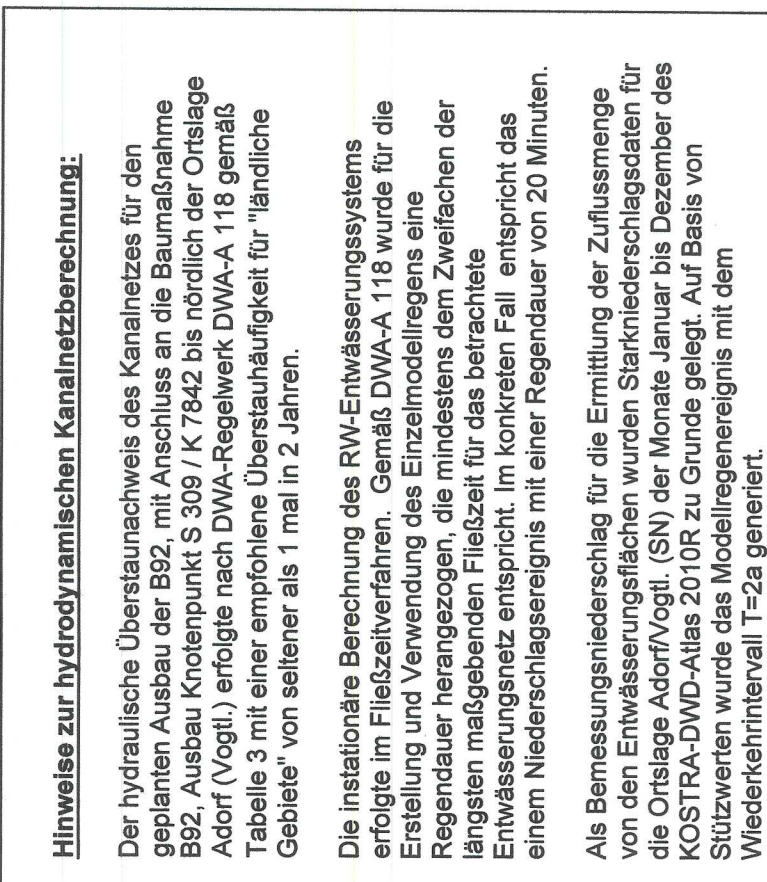 Hinweise zur hydrodynamischen Kanalnetzberechnung:
Der hydraulische Überstaunachweis des Kanalnetzes für den
geplanten Ausbau der B92, mit Anschluss an die Baumaßnahme
B92, Ausbau Knotenpunkt S 309 / K 7842 bis nördlich der Ortslage
Adorf (Vogtl.) erfolgte nach DWA-Regelwerk DWA-A 118 gemäß
Tabelle 3 mit einer empfohlene Überstauhäufigkeit für "ländliche
Gebiete" von seltener als 1 mal in 2 Jahren.
Die instationäre Berechnung des RW-Entwässerungssystems
erfolgte im Fließzeitverfahren. Gemäß DWA-A 118 wurde für die
Erstellung und Verwendung des Einzelmodellregens eine
Regendauer herangezogen, die mindestens dem Zweifachen der
längsten maßgebenden Fließzeit für das betrachtete
Entwässerungsnetz entspricht. Im konkreten Fall entspricht das
einem Niederschlagsereignis mit einer Regendauer von 20 Minuten.
Als Bemessungsniederschlag für die Ermittlung der Zuflussmenge
von den Entwässerungsflächen wurden Starkniederschlagsdaten für
die Ortslage Adorf/Vogtl. (SN) der Monate Januar bis Dezember des
KOSTRA-DWD-Atlas 2010R zu Grunde gelegt. Auf Basis von
Stützwerten wurde das Modellregenereignis mit dem
Wiederkehrintervall T=2a generiert.